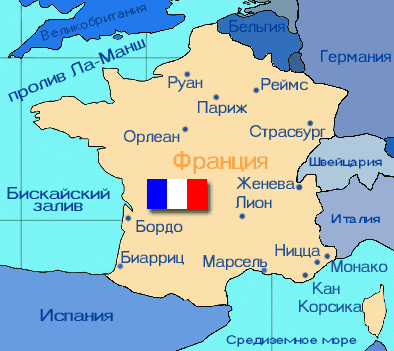 Великобритания
Бельгия
пролив Ла-Манш
Германия
Руан
Реймс
Париж
Орлеан
Страсбург
Франция
Швейцария
Женева
Бискайский
залив
Лион
Италия
Бордо
Ницца
Биарриц
Марсель
Монако
Кан
Корсика
Испания
Средиземное море